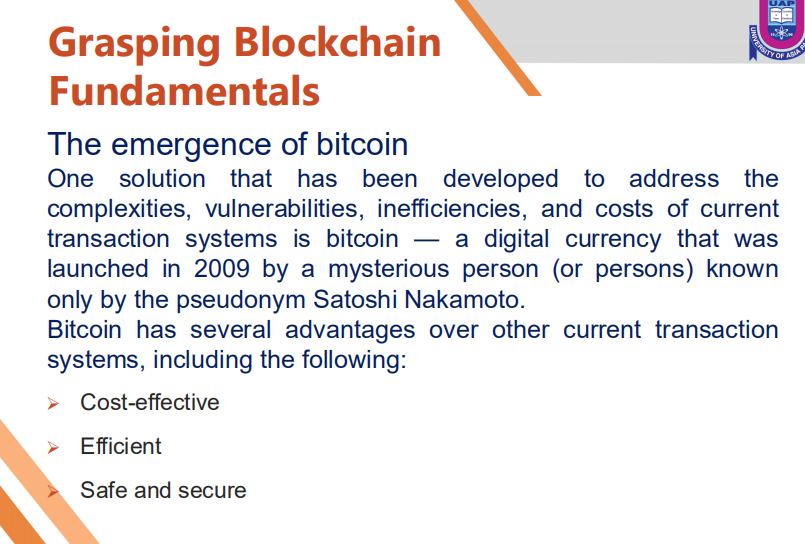 UAP
UNIVERSITY OF ASIA
Grasping Blockchain
Fundamentals
The emergence of bitcoin
One solution that has been developed to address the
complexities, vulnerabilities, inefficiencies, and costs of current
transaction systems is bitcoin — a digital currency that was
launched in 2009 by a mysterious person (or persons) known
only by the pseudonym Satoshi Nakamoto.
Bitcoin has several advantages over other current transaction
systems, including the following:
➢ Cost-effective
➢ Efficient
➢ Safe and secure